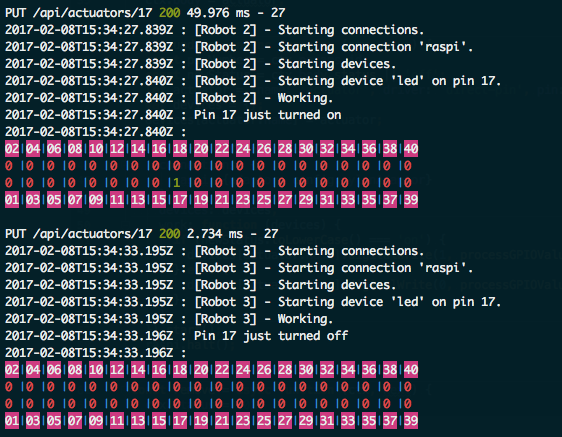 PUT /api/actuators/17 200 49.976 ms - 27
2017-02-08T15:34:27.839Z : [Robot 2] - Starting connections.
2017-02-08T15:34:27.839Z : [Robot 2] - Starting connection 'raspi'.
2017-02-08T15:34:27.839Z : [Robot 2] - Starting devices.
2017-02-08T15:34:27.840Z : [Robot 2] - Starting device 'led' on pin 17.
2017-02-08T15:34:27.840Z : [Robot 2] - Working.
2017-02-08T15:34:27.840Z : Pin 17 just turned on
2017-02-08T15:34:27.840Z :
02|04|06|08|10|12|14|16|18|20|22|24|26|28|30|32|34|36|38|40
0 |0 |0 |0 |0 |0 |0 |0 |0 |0 |0 |0 |0 |0 |0 |0 |0 |0 |0 |0
0 |0 |0 |0 |0 |0 |0 |0 |1 |0 |0 |0 |0 |0 |0 |0 |0 |0 |0 |0
01|03|05|07|09|11|13|15|17|19|21|23|25|27|29|31|33|35|37|39
PUT /api/actuators/17 200 2.734 ms - 27
2017-02-08T15:34:33.195Z : [Robot 3] - Starting connections.
2017-02-08T15:34:33.195Z : [Robot 3] - Starting connection 'raspi'.
2017-02-08T15:34:33.195Z : [Robot 3] - Starting devices.
2017-02-08T15:34:33.195Z : [Robot 3] - Starting device 'led' on pin 17.
2017-02-08T15:34:33.195Z : [Robot 3] - Working.
2017-02-08T15:34:33.196Z : Pin 17 just turned off
2017-02-08T15:34:33.196Z :
02|04|06|08|10|12|14|16|18|20|22|24|26|28|30|32|34|36|38|40
0 |0 |0 |0 |0 |0 |0 |0 |0 |0 |0 |0 |0 |0 |0 |0 |0 |0 |0 |0
0 |0 |0 |0 |0 |0 |0 |0 |0 |0 |0 |0 |0 |0 |0 |0 |0 |0 |0 |0
01|03|05|07|09|11|13|15|17|19|21|23|25|27|29|31|33|35|37|39